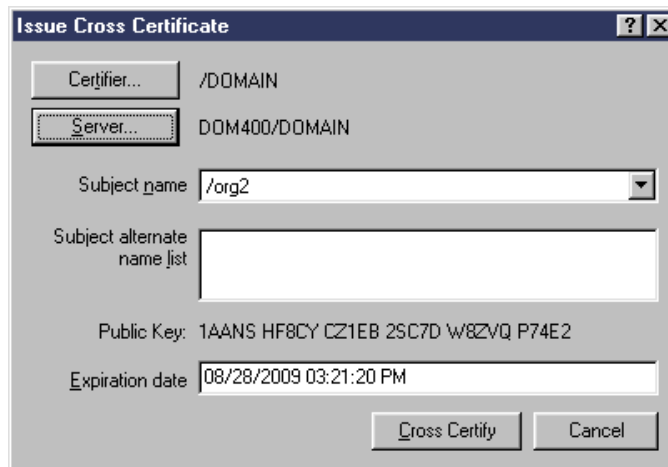 Issue Cross Certificate
Certifier... /DOMAIN
Server... DOM400/DOMAIN
Subject name /org2
Subject alternate
name list
Public Key: 1AANS HF8CY CZ1EB 2SC7D W8ZVQ P74E2
Expiration date 08/28/2009 03:21:20 PM
Cross Certify Cancel